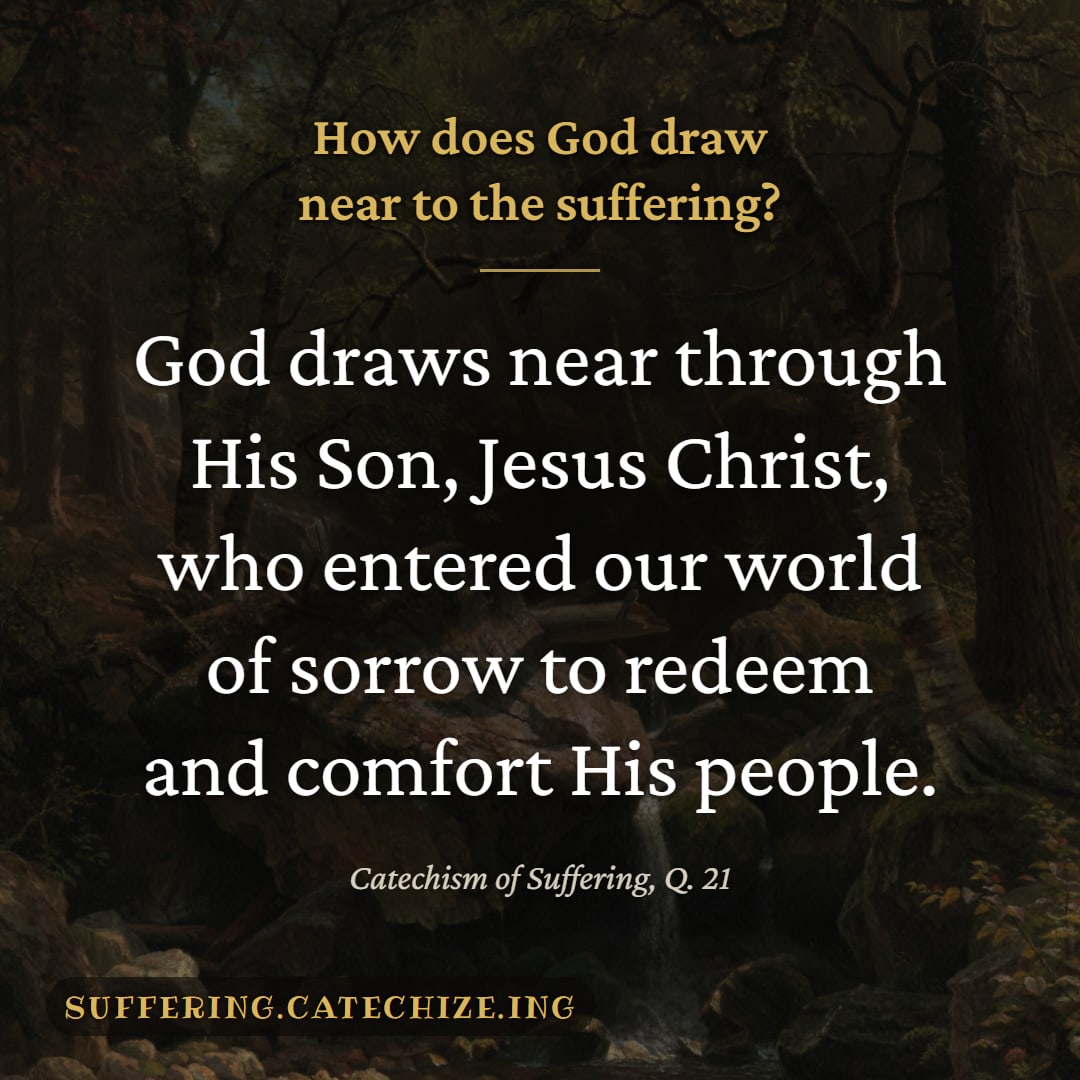 How does God draw
near to the suffering?
God draws near through
His Son, Jesus Christ,
who entered our world
of sorrow to redeem
and comfort His people.
Catechism of Suffering, Q. 21
SUFFERING.CATECHIZE.ING